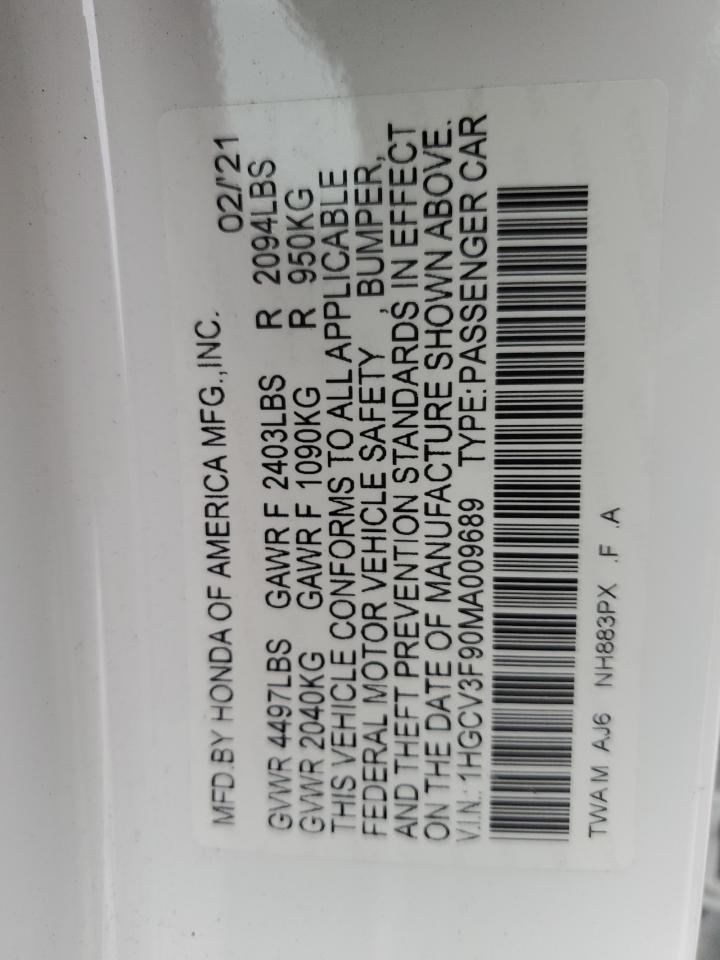 MFD.BY HONDA OF AMERICA MFG.,INC. 02/'21
GVWR 4497LBS GAWR F 2403LBS R 2094LBS
GVWR 2040KG GAWR F 1090KG R 950KG
THIS VEHICLE CONFORMS TO ALL APPLICABLE
FEDERAL MOTOR VEHICLE SAFETY , BUMPER,
AND THEFT PREVENTION STANDARDS IN EFFECT
ON THE DATE OF MANUFACTURE SHOWN ABOVE.
V.I.N.: 1HGCV3F90MA009689 TYPE: PASSENGER CAR
TWA M AJ6 NH883PX .F .A